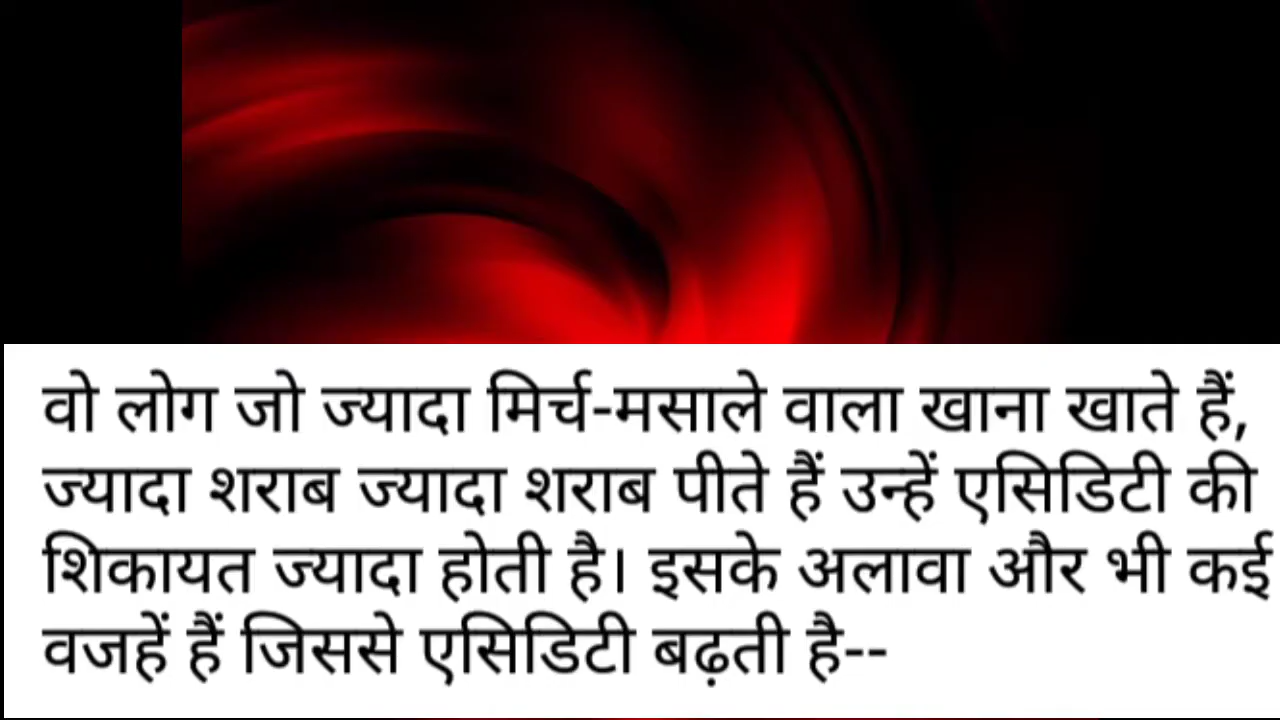 वो लोग जो ज्यादा मिर्च-मसाले वाला खाना खाते हैं,
ज्यादा शराब ज्यादा शराब पीते हैं उन्हें एसिडिटी की
शिकायत ज्यादा होती है। इसके अलावा और भी कई
वजहें हैं जिससे एसिडिटी बढ़ती है--